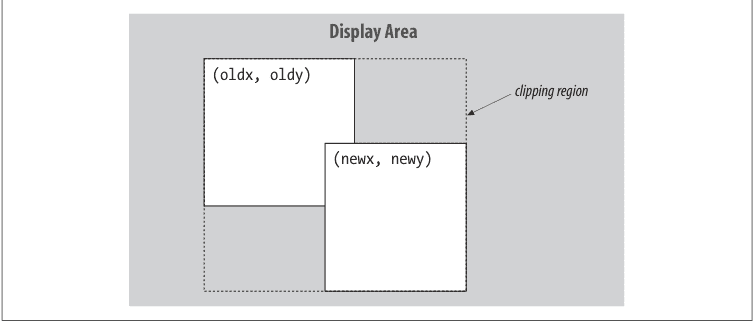 Display Area
(oldx, oldy)
clipping region
(newx, newy)